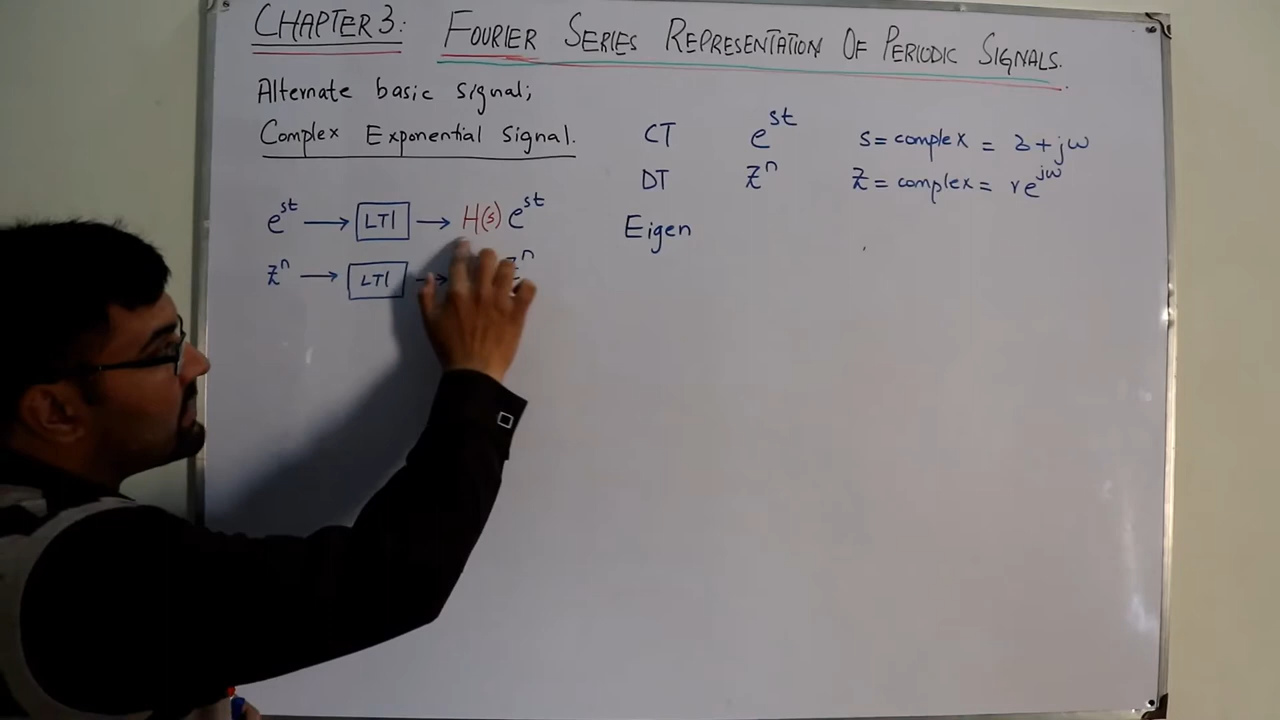 CHAPTER 3: FOURIER SERIES REPRESENTATION OF PERIODIC SIGNALS.
Alternate basic signal;
Complex Exponential signal.
CT e^st s = complex = 2 + jω
DT z^n z = complex = re^jω
e^st → LTI → H(s) e^st
Eigen
z^n → LTI → z^n